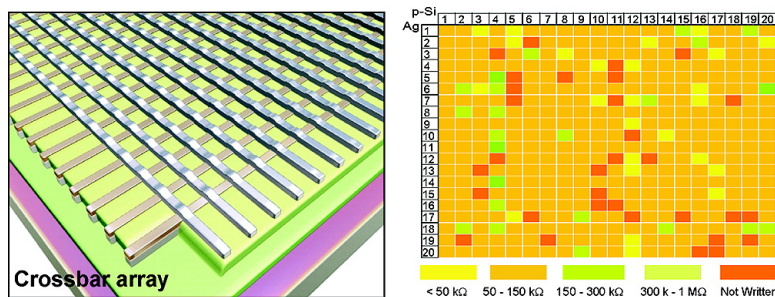 Crossbar array
p-Si
Ag
1 2 3 4 5 6 7 8 9 10 11 12 13 14 15 16 17 18 19 20
1
2
3
4
5
6
7
8
9
10
11
12
13
14
15
16
17
18
19
20
< 50 kΩ
50 - 150 kΩ
150 - 300 kΩ
300 k - 1 MΩ
Not Written